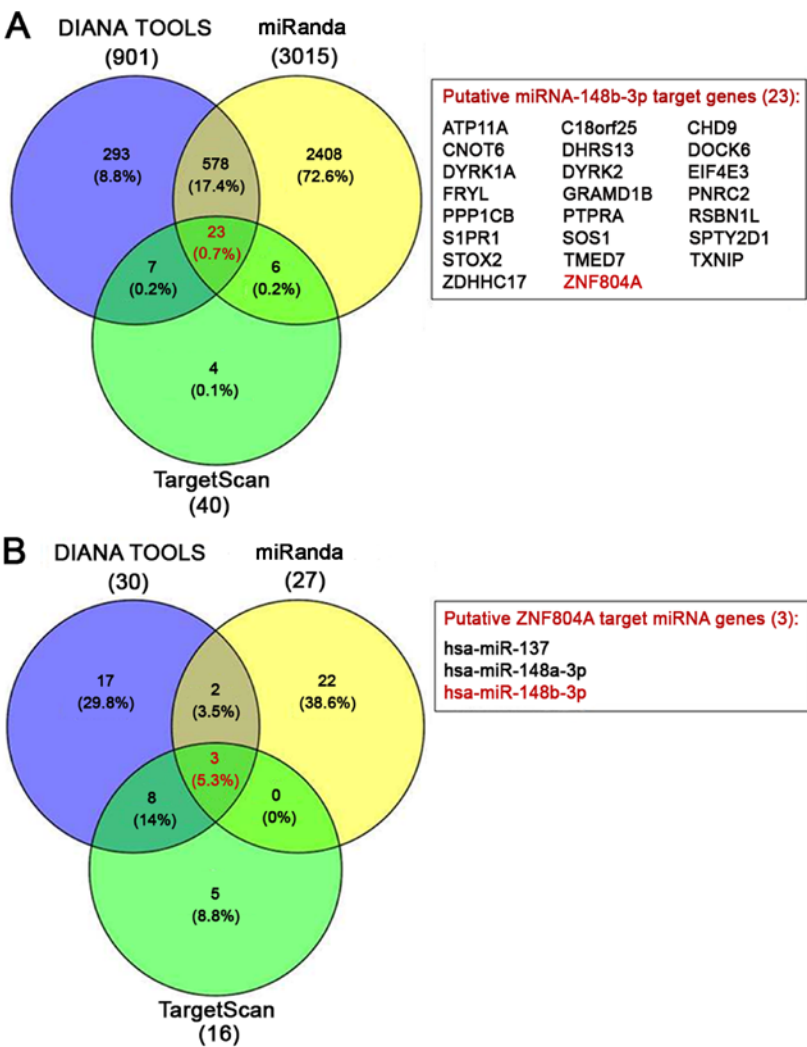 A
DIANA TOOLS
(901)
miRanda
(3015)
293
(8.8%)
578
(17.4%)
2408
(72.6%)
23
(0.7%)
7
(0.2%)
6
(0.2%)
4
(0.1%)
TargetScan
(40)
Putative miRNA-148b-3p target genes (23):
ATP11A C18orf25 CHD9
CNOT6 DHRS13 DOCK6
DYRK1A DYRK2 EIF4E3
FRYL GRAMD1B PNRC2
PPP1CB PTPRA RSBN1L
S1PR1 SOS1 SPTY2D1
STOX2 TMED7 TXNIP
ZDHHC17 ZNF804A
B
DIANA TOOLS
(30)
miRanda
(27)
17
(29.8%)
2
(3.5%)
22
(38.6%)
3
(5.3%)
8
(14%)
0
(0%)
5
(8.8%)
TargetScan
(16)
Putative ZNF804A target miRNA genes (3):
hsa-miR-137
hsa-miR-148a-3p
hsa-miR-148b-3p